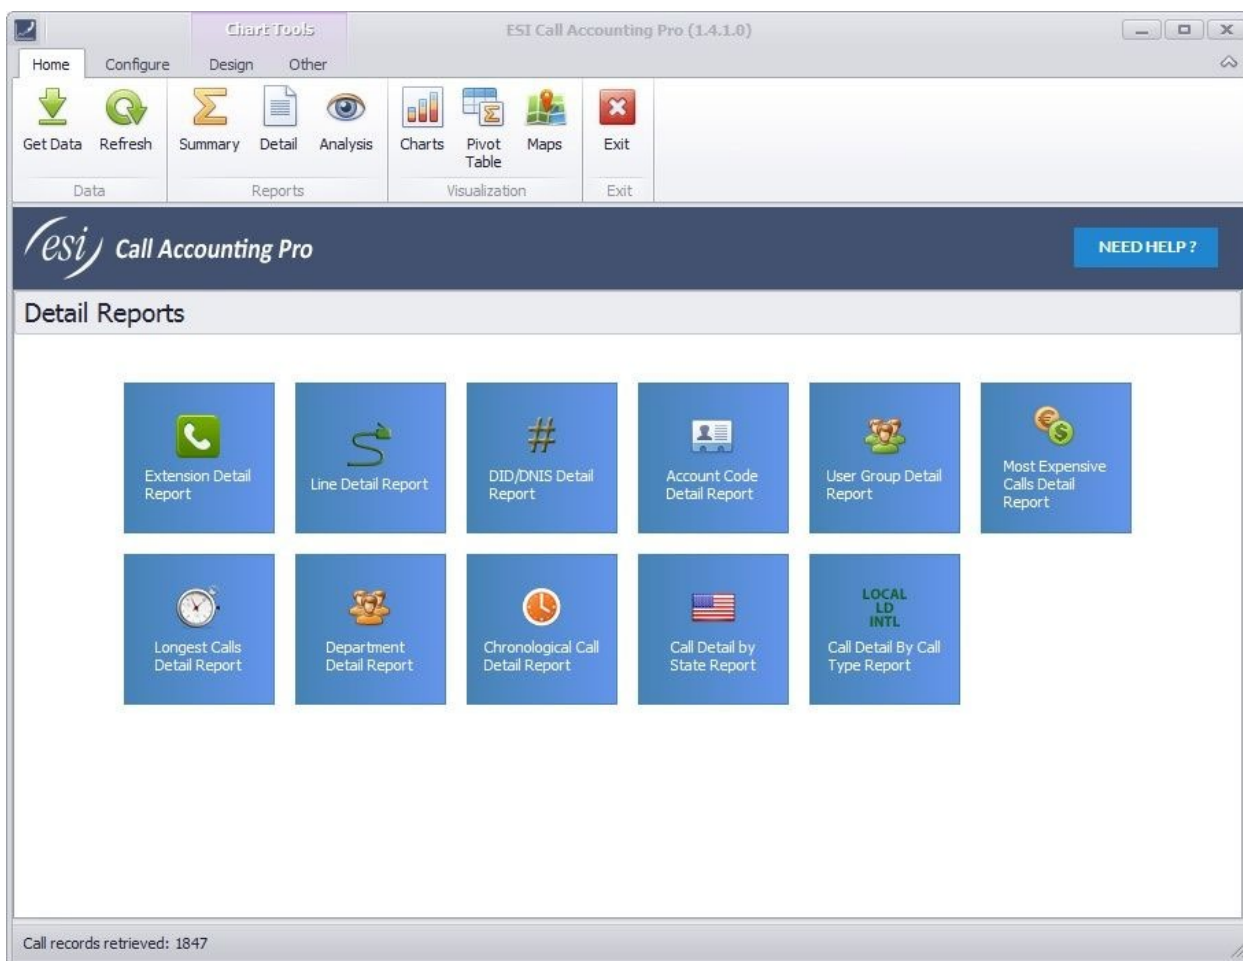 Chart Tools
ESI Call Accounting Pro (1.4.1.0)
Home Configure Design Other
Get Data Refresh Summary Detail Analysis Charts Pivot Table Maps Exit
Data Reports Visualization Exit
esi Call Accounting Pro
NEED HELP ?
Detail Reports
Extension Detail
Report
Line Detail Report
#
DID/DNIS Detail
Report
Account Code
Detail Report
User Group Detail
Report
Most Expensive
Calls Detail
Report
Longest Calls
Detail Report
Department
Detail Report
Chronological Call
Detail Report
Call Detail by
State Report
LOCAL
LD
INTL
Call Detail By Call
Type Report
Call records retrieved: 1847